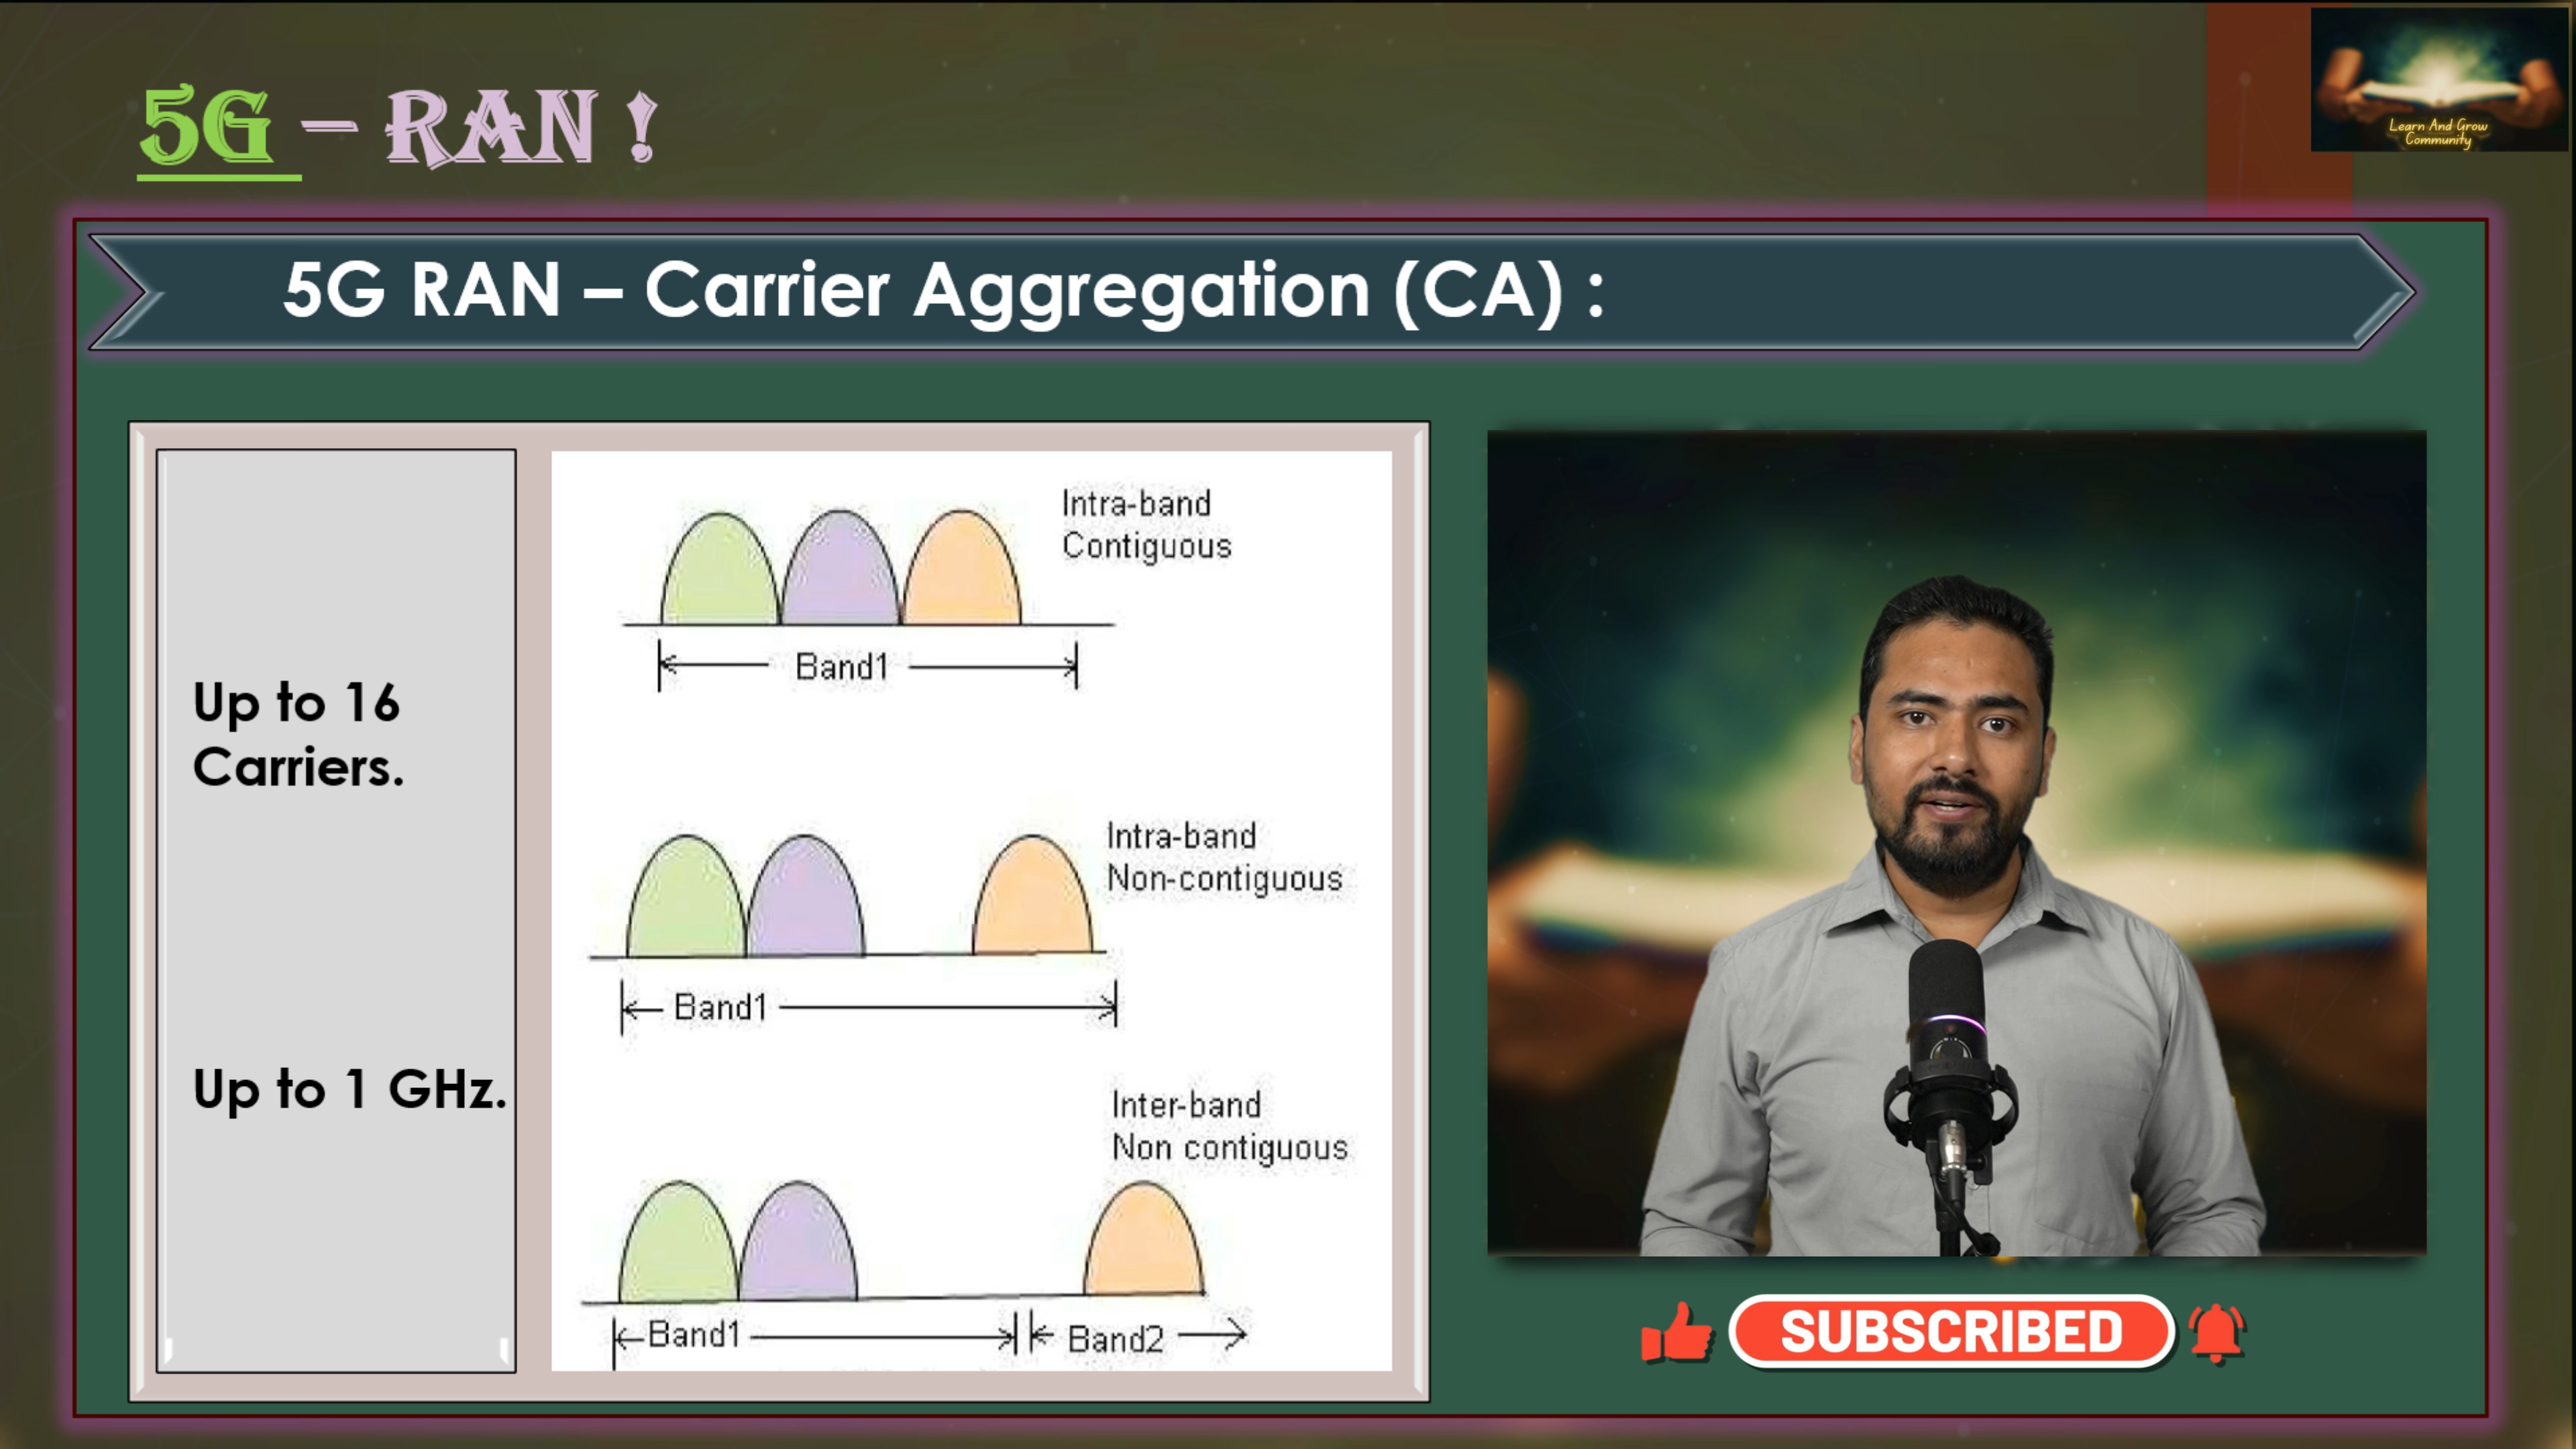 5G – RAN !
Learn And Grow
Community
5G RAN – Carrier Aggregation (CA) :
Up to 16
Carriers.
Up to 1 GHz.
Intra-band
Contiguous
Band1
Intra-band
Non-contiguous
Band1
Inter-band
Non contiguous
Band1
Band2
SUBSCRIBED